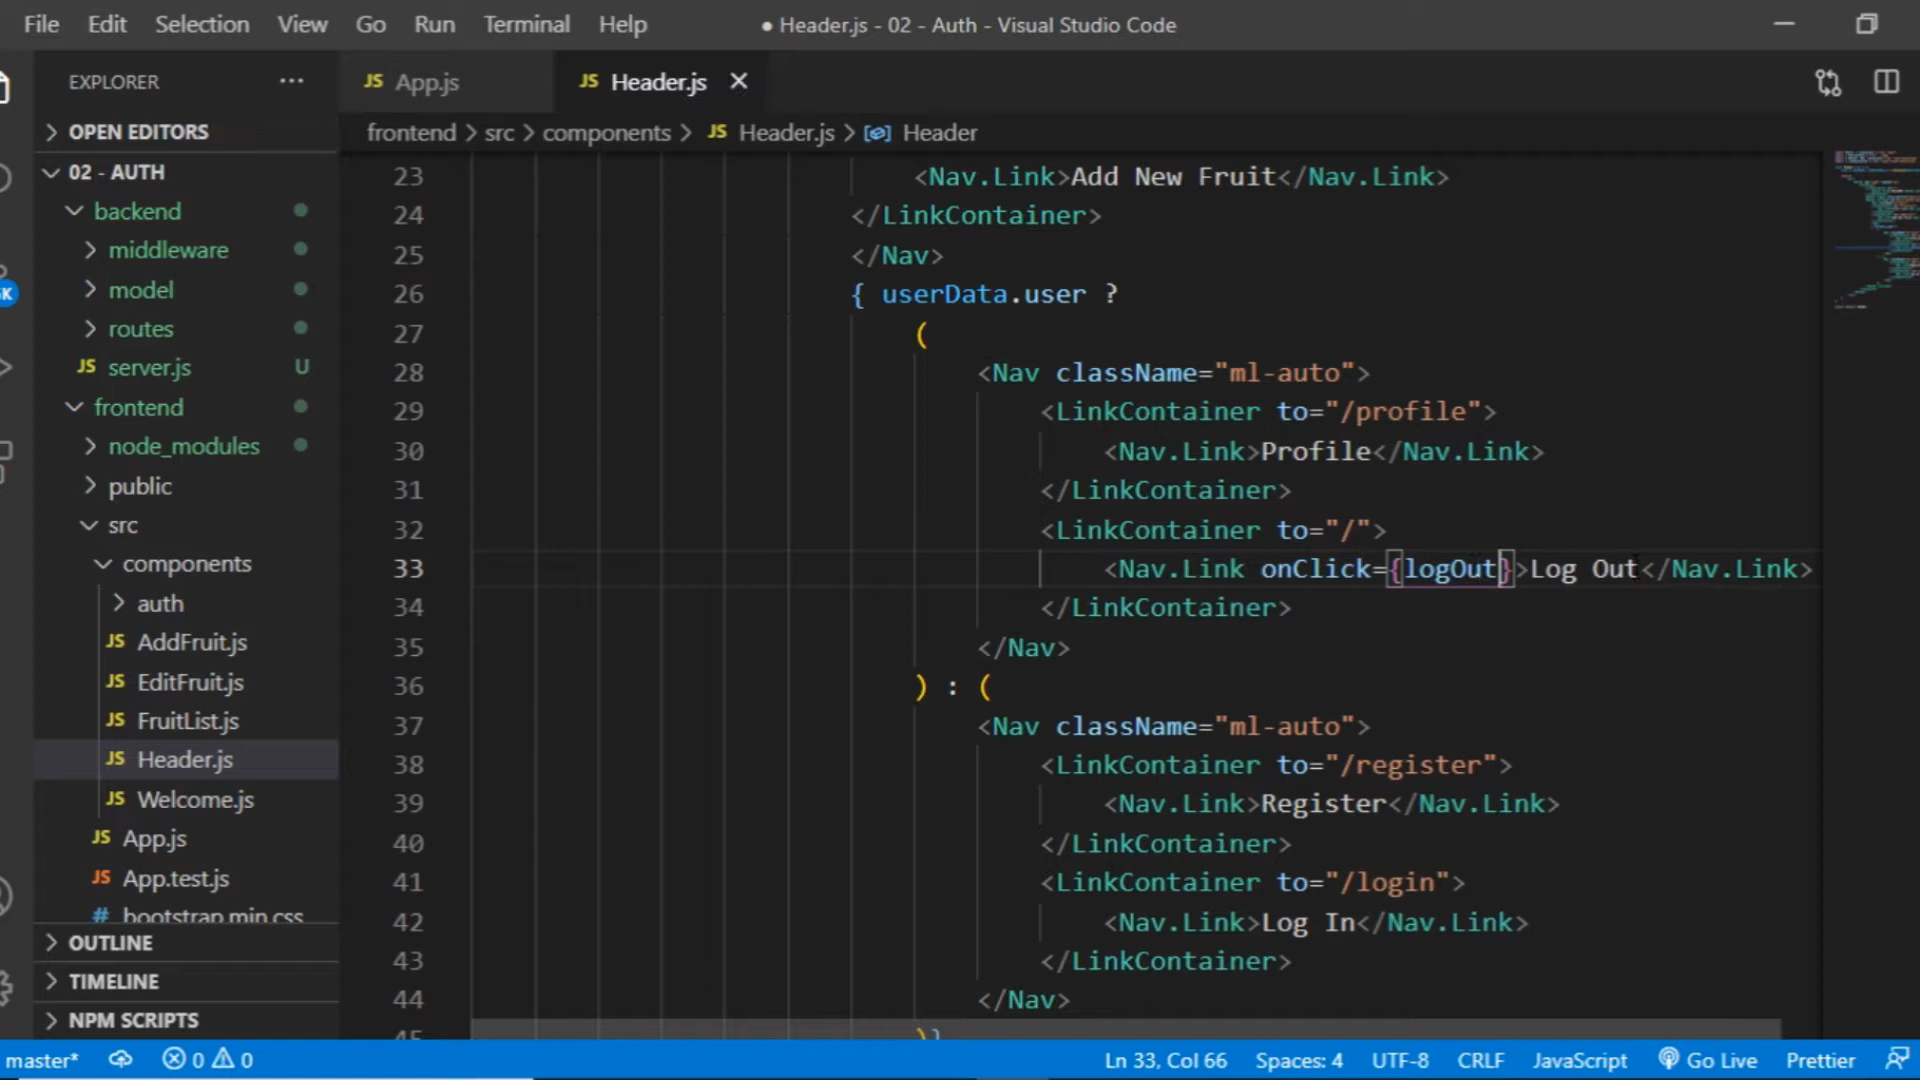 File Edit Selection View Go Run Terminal Help ● Header.js - 02 - Auth - Visual Studio Code
EXPLORER ···
JS App.js
JS Header.js ×
OPEN EDITORS
frontend > src > components > JS Header.js > Header
02 - AUTH
backend
middleware
model
routes
JS server.js U
frontend
node_modules
public
src
components
auth
JS AddFruit.js
JS EditFruit.js
JS FruitList.js
JS Header.js
JS Welcome.js
JS App.js
JS App.test.js
# bootstrap.min.css
OUTLINE
TIMELINE
NPM SCRIPTS
23 <Nav.Link>Add New Fruit</Nav.Link>
24 </LinkContainer>
25 </Nav>
26 { userData.user ?
27 (
28 <Nav className="ml-auto">
29 <LinkContainer to="/profile">
30 <Nav.Link>Profile</Nav.Link>
31 </LinkContainer>
32 <LinkContainer to="/">
33 <Nav.Link onClick={logOut}>Log Out</Nav.Link>
34 </LinkContainer>
35 </Nav>
36 ) : (
37 <Nav className="ml-auto">
38 <LinkContainer to="/register">
39 <Nav.Link>Register</Nav.Link>
40 </LinkContainer>
41 <LinkContainer to="/login">
42 <Nav.Link>Log In</Nav.Link>
43 </LinkContainer>
44 </Nav>
45 )}
master* 0 0 Ln 33, Col 66 Spaces: 4 UTF-8 CRLF JavaScript Go Live Prettier